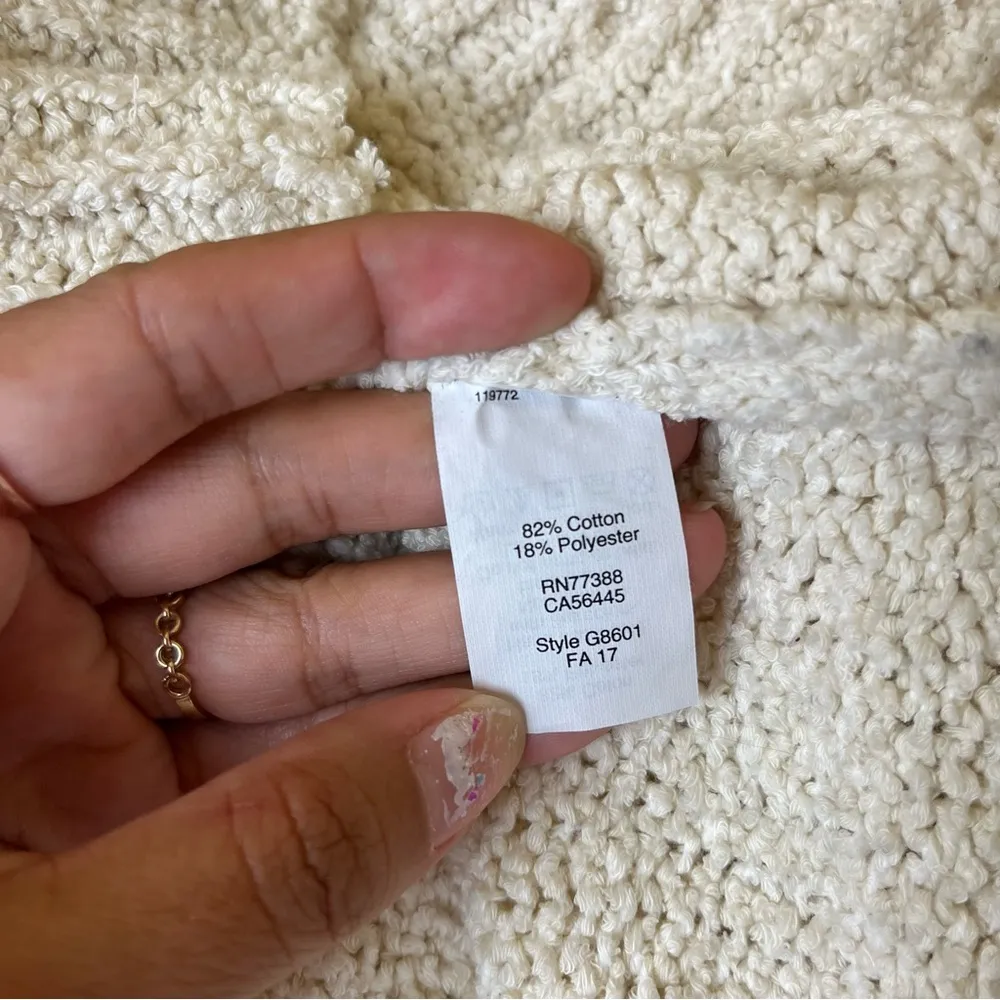 119772
82% Cotton
18% Polyester
RN77388
CA56445
Style G8601
FA 17